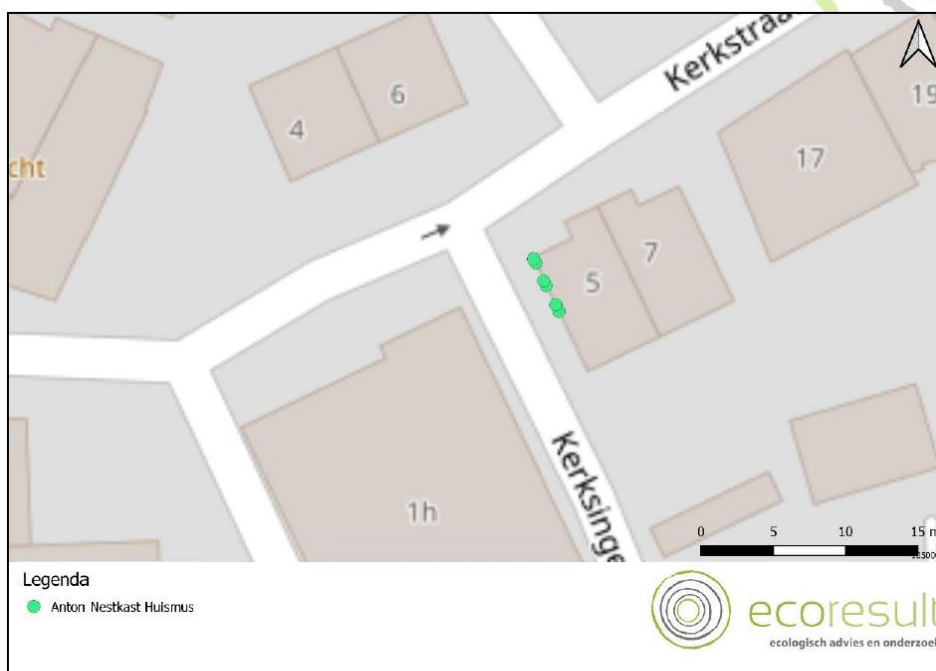 Kerkstraa
4
6
19
17
cht
7
5
Kerksinge
1h
0 5 10 15 m
Legenda
Anton Nestkast Huismus
ecoresult
ecologisch advies en onderzoek